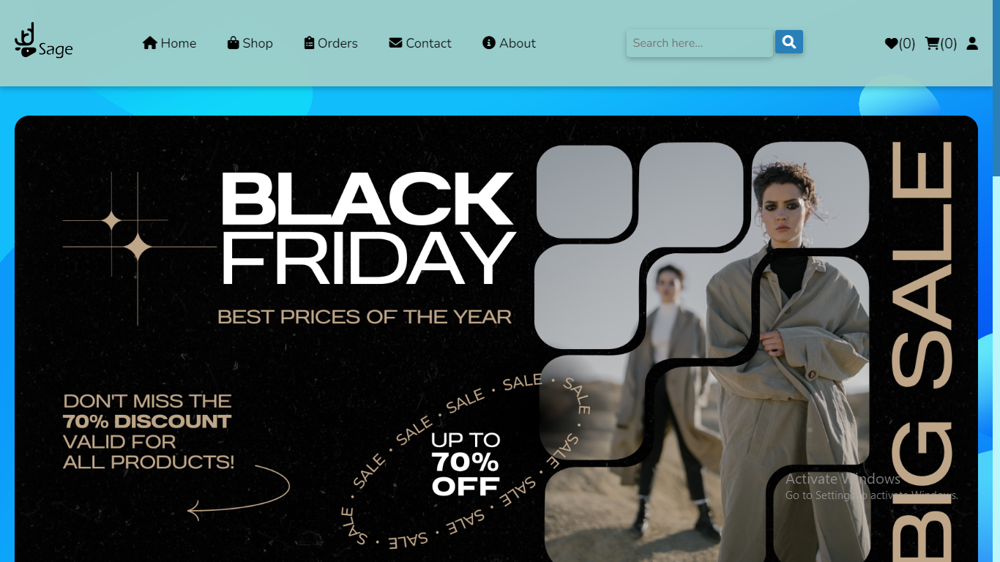 Sage
Home
Shop
Orders
Contact
About
Search here...
(0)
(0)
BLACK
FRIDAY
BEST PRICES OF THE YEAR
DON'T MISS THE
70% DISCOUNT
VALID FOR
ALL PRODUCTS!
SALE • SALE • SALE • SALE • SALE • SALE • SALE • SALE • SALE • SALE •
UP TO
70%
OFF
BIG SALE
Activate Windows
Go to Settings to activate Windows.